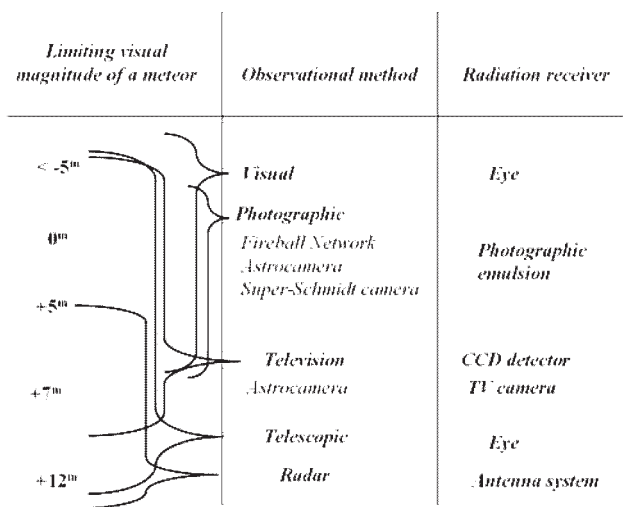 Limiting visual
magnitude of a meteor
Observational method
Radiation receiver
< -5ᵐ
Visual
Eye
Photographic
0ᵐ
Fireball Network
Photographic
Astrocamera
emulsion
Super-Schmidt camera
+5ᵐ
Television
CCD detector
+7ᵐ
Astrocamera
TV camera
Telescopic
Eye
+12ᵐ
Radar
Antenna system